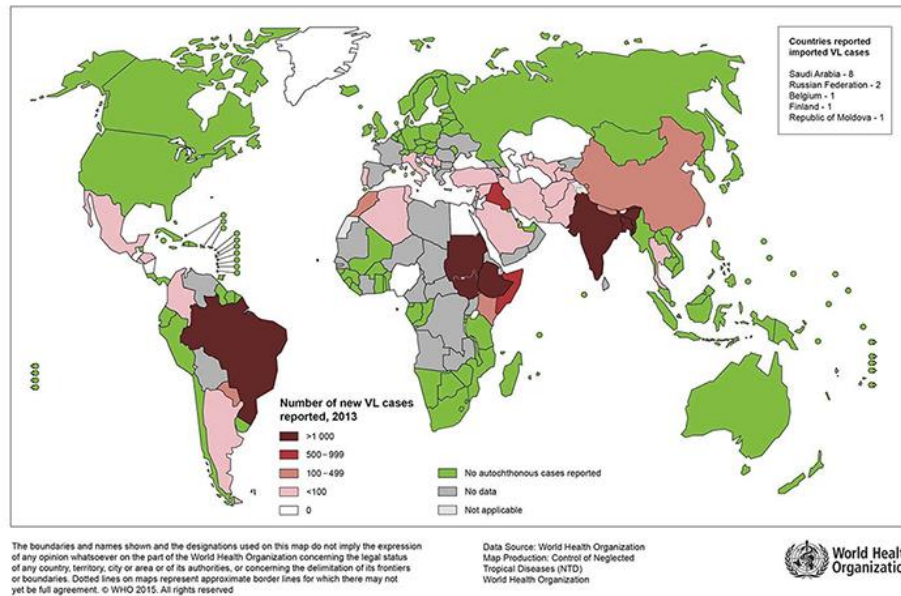 Countries reported
imported VL cases
Saudi Arabia - 8
Russian Federation - 2
Belgium - 1
Finland - 1
Republic of Moldova - 1
Number of new VL cases
reported, 2013
>1 000
500–999
100–499
<100
0
No autochthonous cases reported
No data
Not applicable
The boundaries and names shown and the designations used on this map do not imply the expression
of any opinion whatsoever on the part of the World Health Organization concerning the legal status
of any country, territory, city or area or of its authorities, or concerning the delimitation of its frontiers
or boundaries. Dotted lines on maps represent approximate border lines for which there may not
yet be full agreement. © WHO 2015. All rights reserved
Data Source: World Health Organization
Map Production: Control of Neglected
Tropical Diseases (NTD)
World Health Organization
World Heal
Organizatio